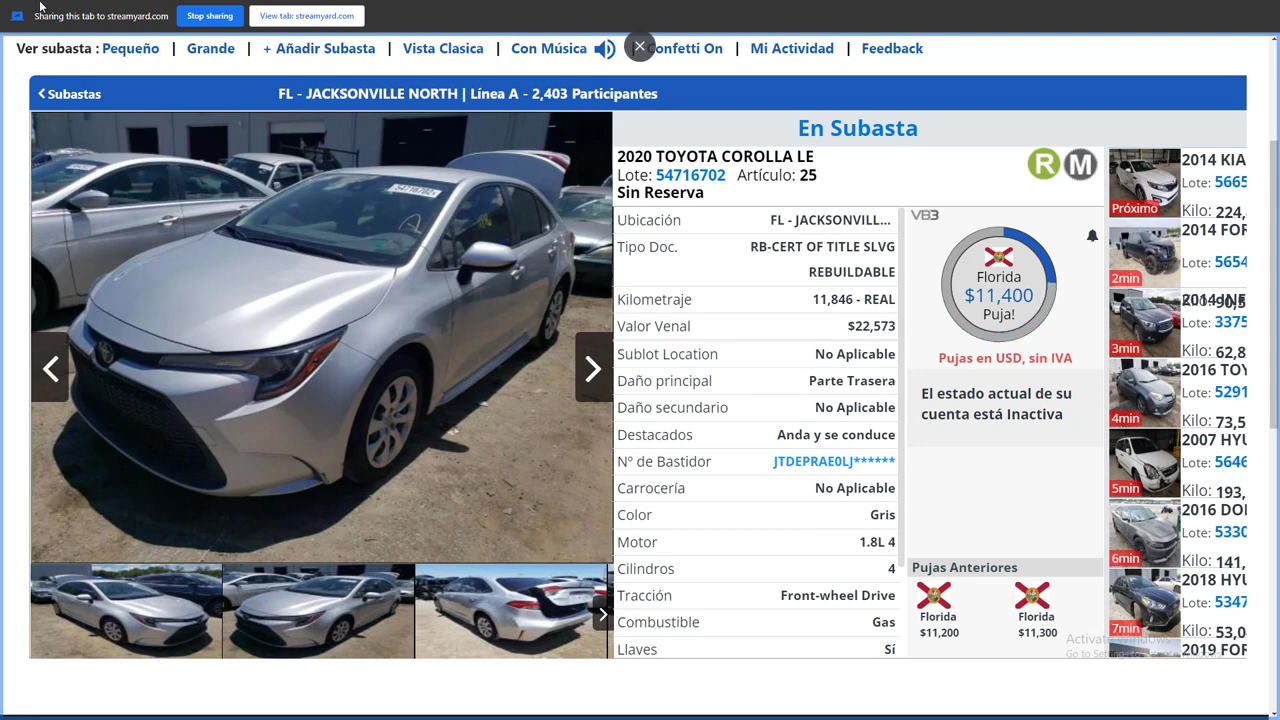 Sharing this tab to streamyard.com Stop sharing View tab: streamyard.com
Ver subasta : Pequeño | Grande | + Añadir Subasta | Vista Clasica | Con Música | Confetti On | Mi Actividad | Feedback
Subastas FL - JACKSONVILLE NORTH | Línea A - 2,403 Participantes
54716702
En Subasta
2020 TOYOTA COROLLA LE
Lote: 54716702 Artículo: 25
Sin Reserva
R M
Ubicación FL - JACKSONVILL...
Tipo Doc. RB-CERT OF TITLE SLVG
REBUILDABLE
Kilometraje 11,846 - REAL
Valor Venal $22,573
Sublot Location No Aplicable
Daño principal Parte Trasera
Daño secundario No Aplicable
Destacados Anda y se conduce
Nº de Bastidor JTDEPRAE0LJ******
Carrocería No Aplicable
Color Gris
Motor 1.8L 4
Cilindros 4
Tracción Front-wheel Drive
Combustible Gas
Llaves Sí
VB3
Florida
$11,400
Puja!
Pujas en USD, sin IVA
El estado actual de su
cuenta está Inactiva
Pujas Anteriores
Florida Florida
$11,200 $11,300
Activate Windows
2014 KIA
Lote: 5665
Próximo Kilo: 224,
2014 FOR
Lote: 5654
2min
2014 INF
Lote: 3375
3min Kilo: 62,8
2016 TOY
Lote: 5291
4min Kilo: 73,5
2007 HYU
Lote: 5646
5min Kilo: 193,
2016 DOD
Lote: 5330
6min Kilo: 141,
2018 HYU
Lote: 5347
7min Kilo: 53,0
2019 FOR